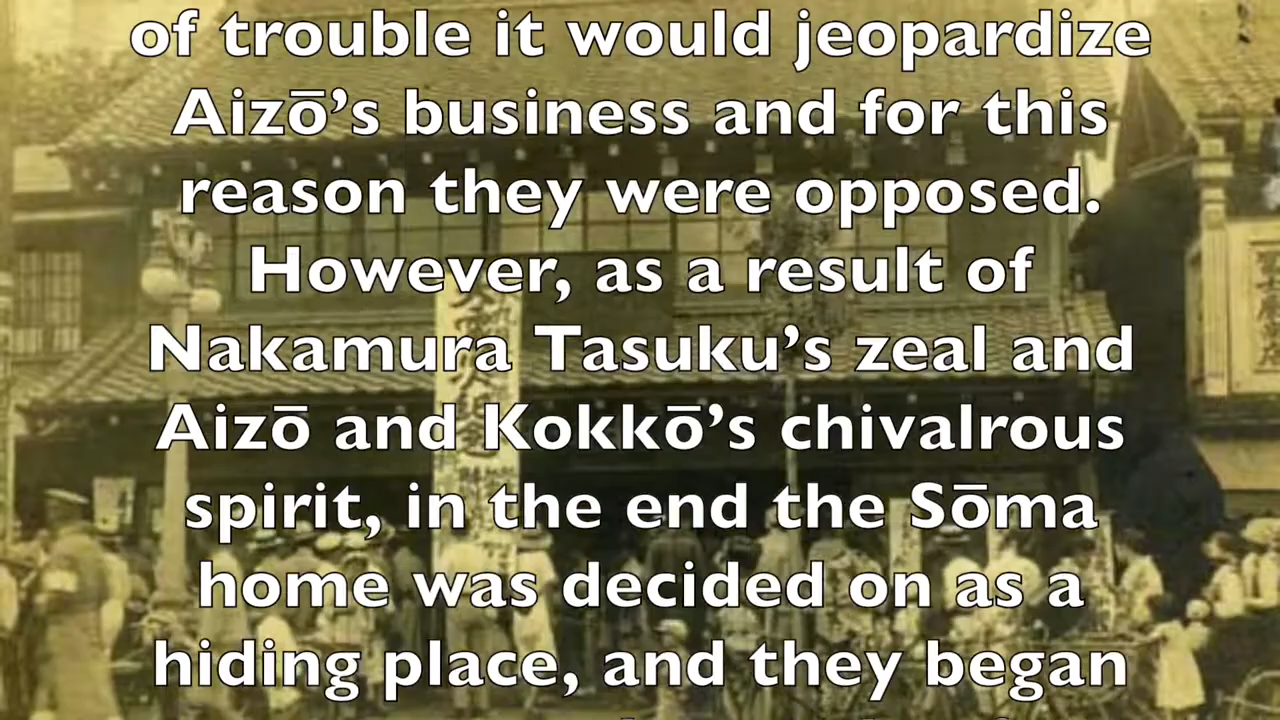 of trouble it would jeopardize
Aizō’s business and for this
reason they were opposed.
However, as a result of
Nakamura Tasuku’s zeal and
Aizō and Kokkō’s chivalrous
spirit, in the end the Sōma
home was decided on as a
hiding place, and they began